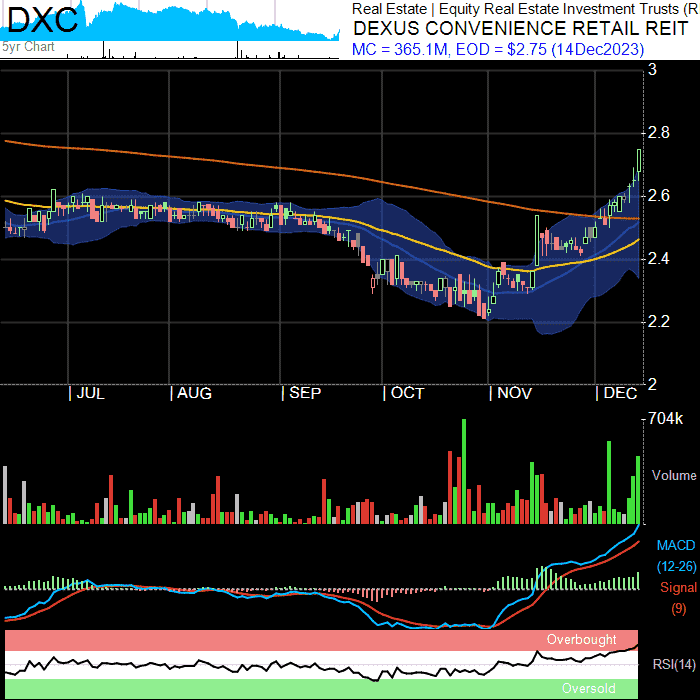 DXC
5yr Chart
Real Estate | Equity Real Estate Investment Trusts (R
DEXUS CONVENIENCE RETAIL REIT
MC = 365.1M, EOD = $2.75 (14Dec2023)
3
2.8
2.6
2.4
2.2
2
JUL AUG SEP OCT NOV DEC
704k
Volume
MACD
(12-26)
Signal
(9)
Overbought
RSI(14)
Oversold